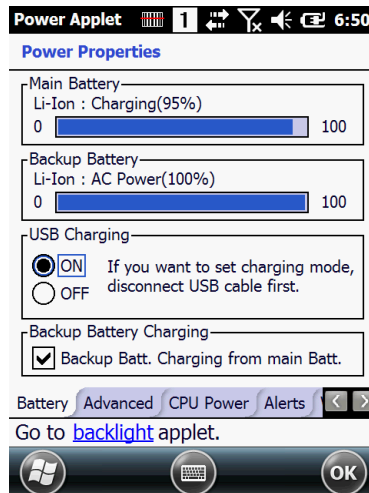 Power Applet 1 6:50
Power Properties
Main Battery
Li-Ion : Charging(95%)
0 100
Backup Battery
Li-Ion : AC Power(100%)
0 100
USB Charging
ON If you want to set charging mode,
OFF disconnect USB cable first.
Backup Battery Charging
Backup Batt. Charging from main Batt.
Battery Advanced CPU Power Alerts
Go to backlight applet.
OK